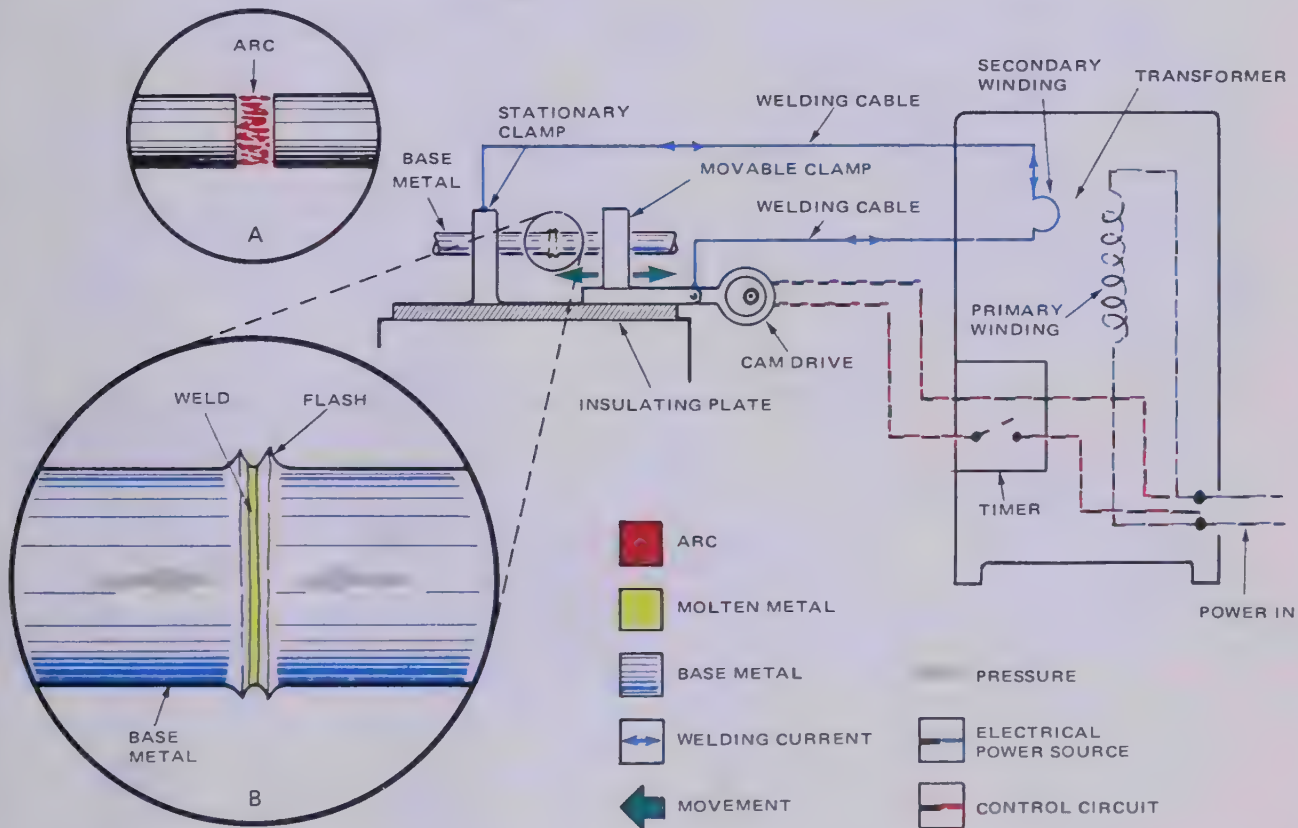 ARC
A
STATIONARY
CLAMP
BASE
METAL
WELDING CABLE
MOVABLE CLAMP
WELDING CABLE
SECONDARY
WINDING
TRANSFORMER
PRIMARY
WINDING
CAM DRIVE
INSULATING PLATE
TIMER
POWER IN
WELD
FLASH
BASE
METAL
B
ARC
MOLTEN METAL
BASE METAL
WELDING CURRENT
MOVEMENT
PRESSURE
ELECTRICAL
POWER SOURCE
CONTROL CIRCUIT